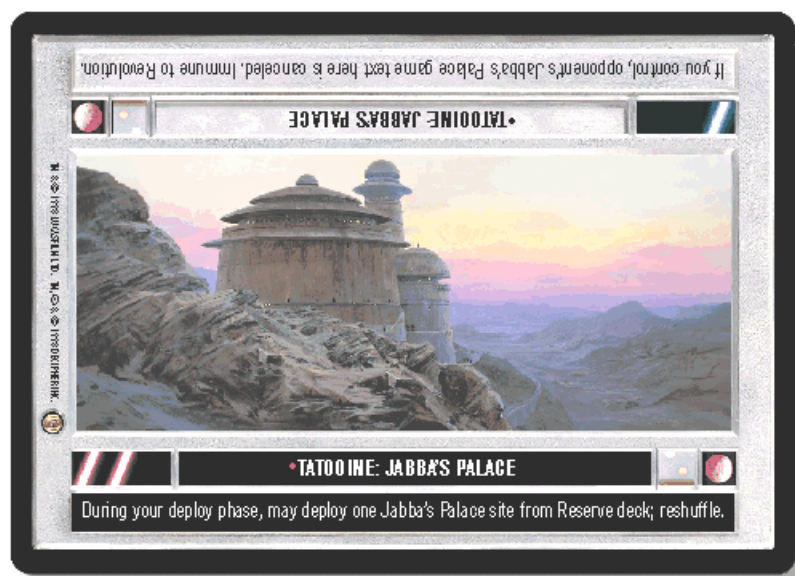 If you control, opponent's Jabba's Palace game text here is canceled. Immune to Revolution.
•TATOOINE: JABBA'S PALACE
•TATOOINE: JABBA'S PALACE
During your deploy phase, may deploy one Jabba's Palace site from Reserve deck; reshuffle.